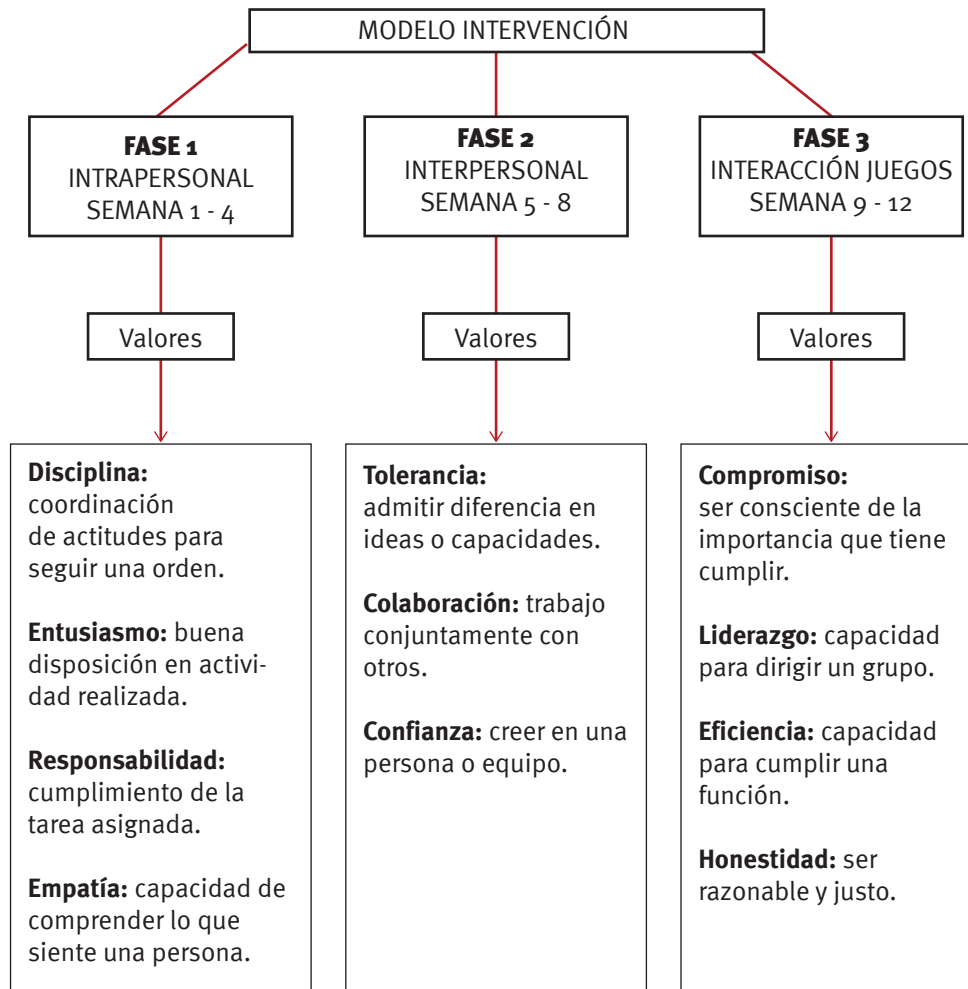 MODELO INTERVENCIÓN
FASE 1
INTRAPERSONAL
SEMANA 1 - 4
FASE 2
INTERPERSONAL
SEMANA 5 - 8
FASE 3
INTERACCIÓN JUEGOS
SEMANA 9 - 12
Valores
Valores
Valores
Disciplina:
coordinación
de actitudes para
seguir una orden.
Entusiasmo: buena
disposición en activi-
dad realizada.
Responsabilidad:
cumplimiento de la
tarea asignada.
Empatía: capacidad de
comprender lo que
siente una persona.
Tolerancia:
admitir diferencia en
ideas o capacidades.
Colaboración: trabajo
conjuntamente con
otros.
Confianza: creer en una
persona o equipo.
Compromiso:
ser consciente de la
importancia que tiene
cumplir.
Liderazgo: capacidad
para dirigir un grupo.
Eficiencia: capacidad
para cumplir una
función.
Honestidad: ser
razonable y justo.